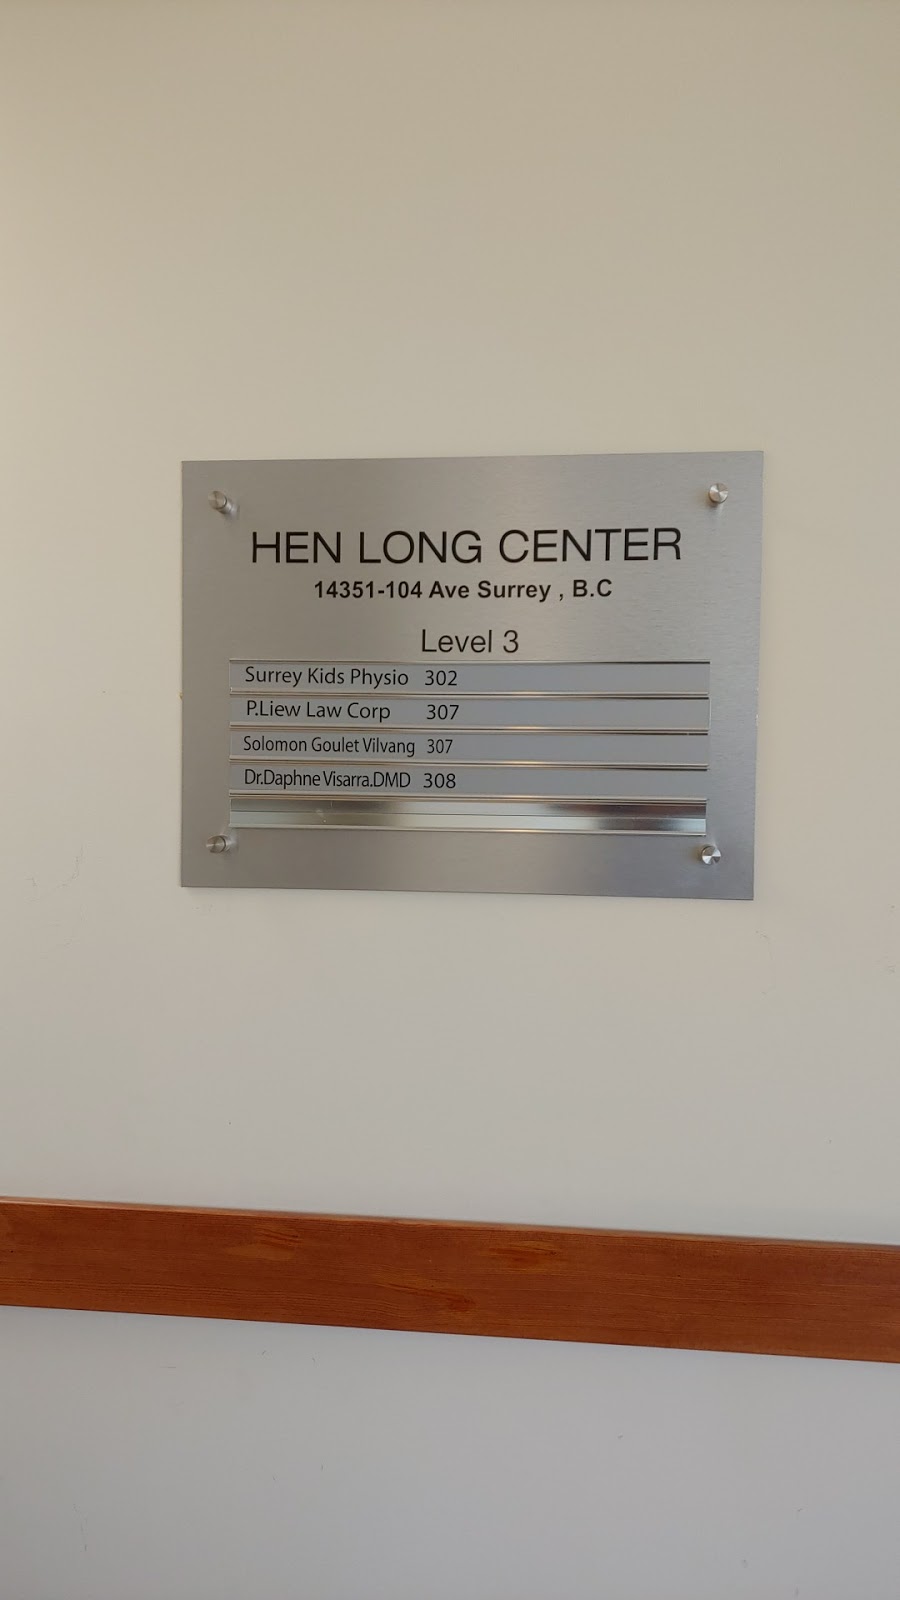 HEN LONG CENTER
14351-104 Ave Surrey , B.C
Level 3
Surrey Kids Physio 302
P.Liew Law Corp 307
Solomon Goulet Vilvang 307
Dr.Daphne Visarra.DMD 308